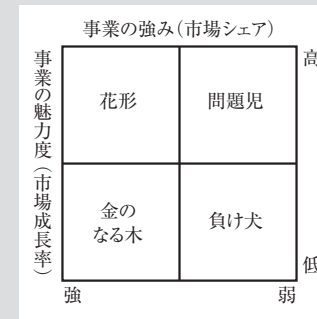 事業の強み(市場シェア)
事業の魅力度(市場成長率)
高
花形
問題児
金の
なる木
負け犬
低
強
弱